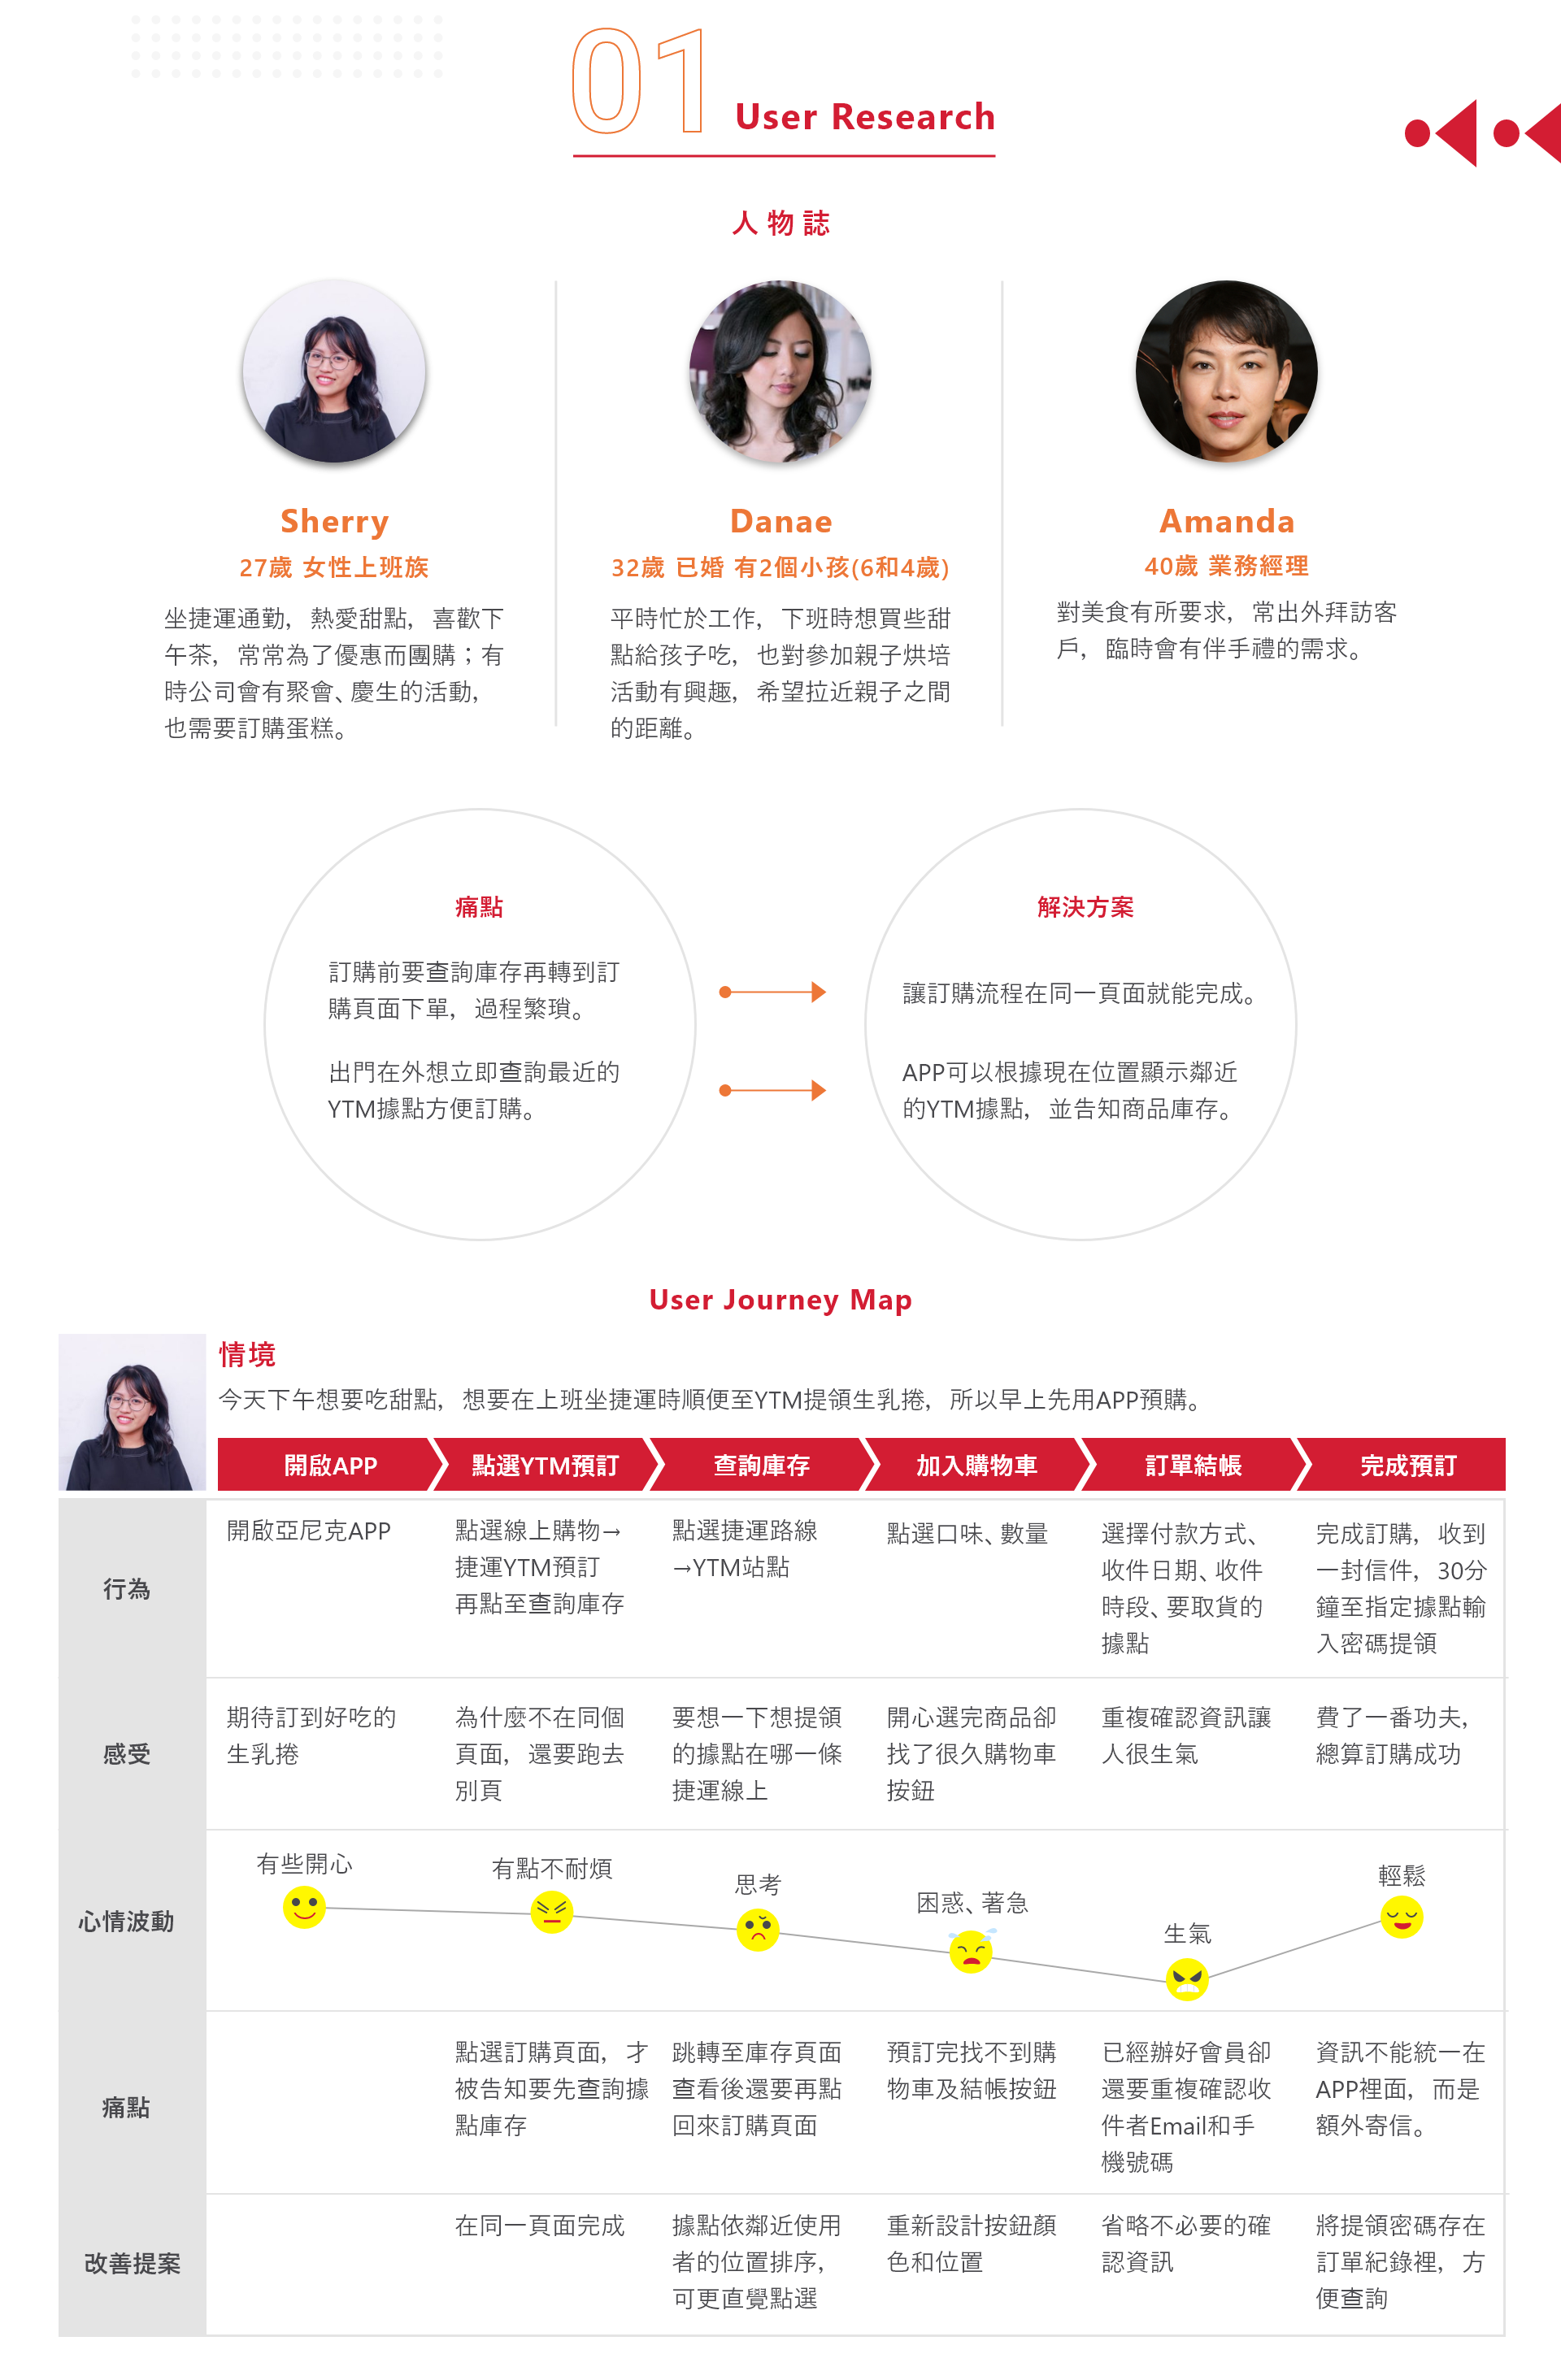 01 User Research
人物誌
Sherry
27歲 女性上班族
坐捷運通勤，熱愛甜點，喜歡下
午茶，常常為了優惠而團購；有
時公司會有聚會、慶生的活動，
也需要訂購蛋糕。
Danae
32歲 已婚 有2個小孩(6和4歲)
平時忙於工作，下班時想買些甜
點給孩子吃，也對參加親子烘培
活動有興趣，希望拉近親子之間
的距離。
Amanda
40歲 業務經理
對美食有所要求，常出外拜訪客
戶，臨時會有伴手禮的需求。
痛點
訂購前要查詢庫存再轉到訂
購頁面下單，過程繁瑣。
出門在外想立即查詢最近的
YTM據點方便訂購。
解決方案
讓訂購流程在同一頁面就能完成。
APP可以根據現在位置顯示鄰近
的YTM據點，並告知商品庫存。
User Journey Map
情境
今天下午想要吃甜點，想要在上班坐捷運時順便至YTM提領生乳捲，所以早上先用APP預購。
開啟APP
點選YTM預訂
查詢庫存
加入購物車
訂單結帳
完成預訂
行為
開啟亞尼克APP
點選線上購物→
捷運YTM預訂
再點至查詢庫存
點選捷運路線
→YTM站點
點選口味、數量
選擇付款方式、
收件日期、收件
時段、要取貨的
據點
完成訂購，收到
一封信件，30分
鐘至指定據點輸
入密碼提領
感受
期待訂到好吃的
生乳捲
為什麼不在同個
頁面，還要跑去
別頁
要想一下想提領
的據點在哪一條
捷運線上
開心選完商品卻
找了很久購物車
按鈕
重複確認資訊讓
人很生氣
費了一番功夫，
總算訂購成功
心情波動
有些開心
有點不耐煩
思考
困惑、著急
生氣
輕鬆
痛點
點選訂購頁面，才
被告知要先查詢據
點庫存
跳轉至庫存頁面
查看後還要再點
回來訂購頁面
預訂完找不到購
物車及結帳按鈕
已經辦好會員卻
還要重複確認收
件者Email和手
機號碼
資訊不能統一在
APP裡面，而是
額外寄信。
改善提案
在同一頁面完成
據點依鄰近使用
者的位置排序，
可更直覺點選
重新設計按鈕顏
色和位置
省略不必要的確
認資訊
將提領密碼存在
訂單紀錄裡，方
便查詢